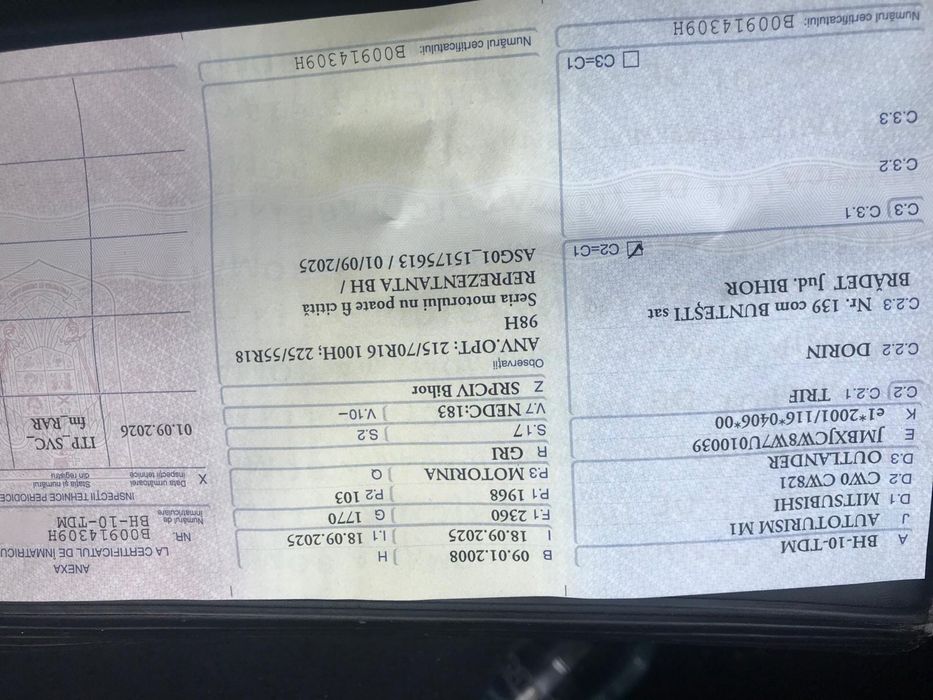 A BH-10-TDM
J AUTOTURISM M1
D.1 MITSUBISHI
D.2 CW0 CW821
D.3 OUTLANDER
E JMBXJCW8W7U010039
K e1*2001/116*0406*00
C.2 C.2.1 TRIF
C.2.2 DORIN
C.2.3 Nr. 139 com BUNTEȘTI sat
BRĂDET Jud. BIHOR
C2=C1
C.3 C.3.1
C.3.2
C.3.3
C3=C1
Numărul certificatului: B00914309H
B 09.01.2008 H
I 18.09.2025 I.1 18.09.2025
F.1 2360 G 1770
P.1 1968 P.2 103
P.3 MOTORINA Q
R GRI
S.1 7 S.2
V.7 NEDC:183 V.10-
Z SRPCIV Bihor
Observații
ANV.OPT: 215/70R16 100H; 225/55R18
98H
Seria motorului nu poate fi citită
REPREZENTANTA BH /
ASG01_15175613 / 01/09/2025
Numărul certificatului: B00914309H
ANEXA
LA CERTIFICATUL DE ÎNMATRICU
NR. B00914309H
Numărul de
înmatriculare BH-10-TDM
INSPECȚII TEHNICE PERIODICE
X Data următoarei
inspecții tehnice
Stația și numărul
din registru
01.09.2026 ITP_SVC_
fm_RAR